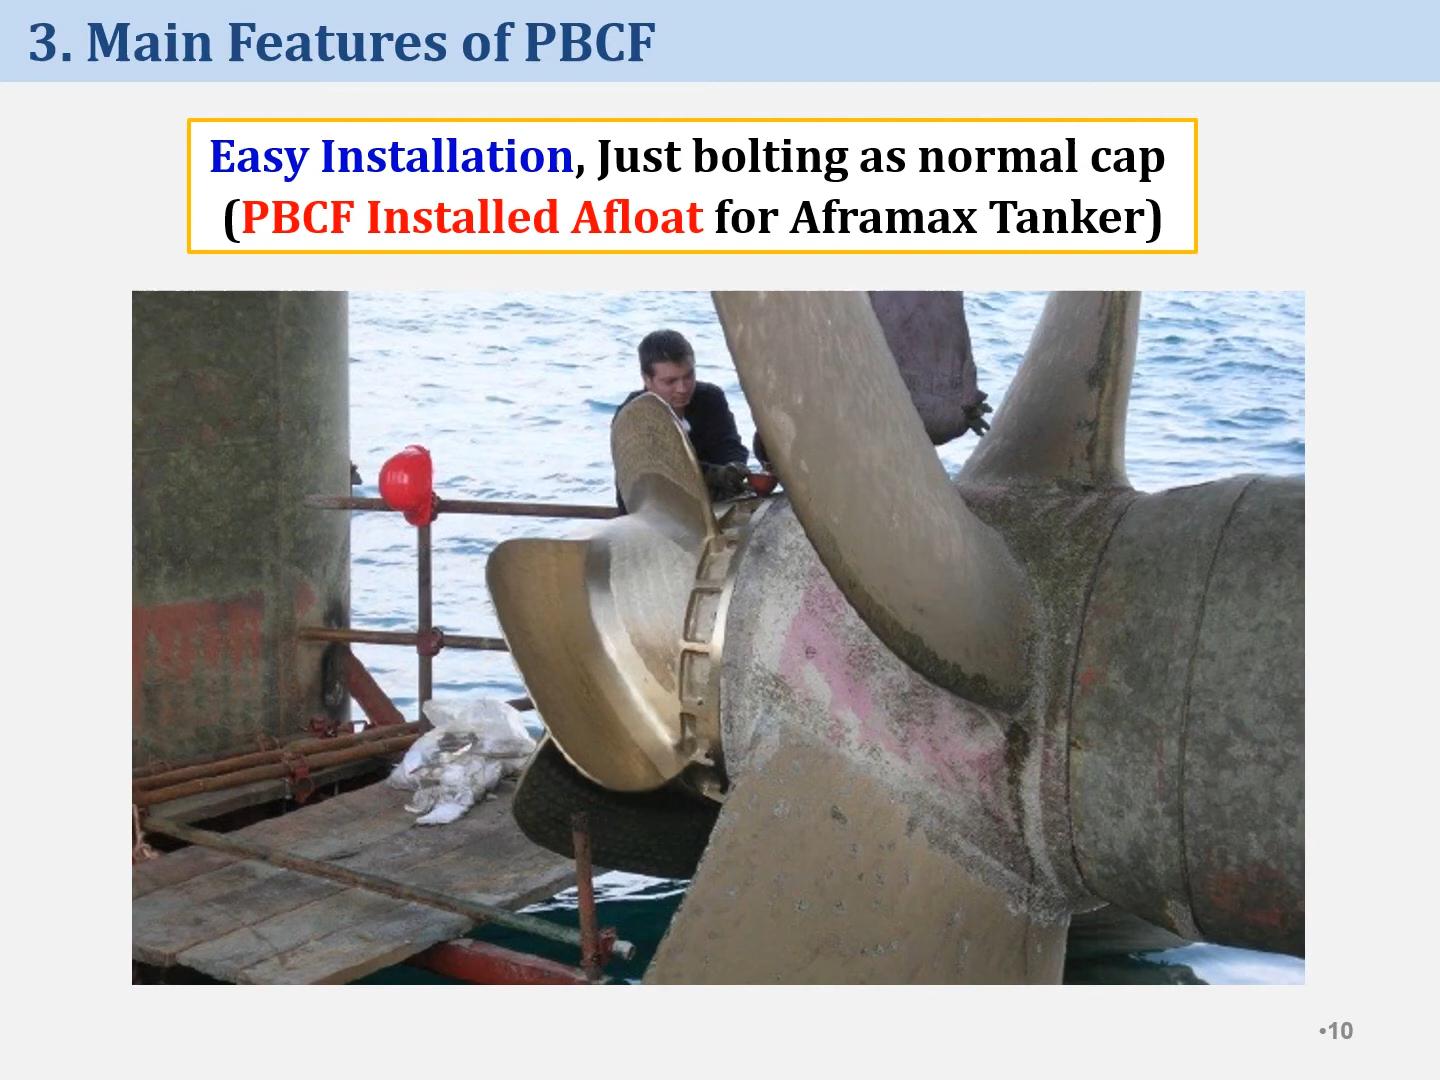 3. Main Features of PBCF
Easy Installation, Just bolting as normal cap
(PBCF Installed Afloat for Aframax Tanker)
•10